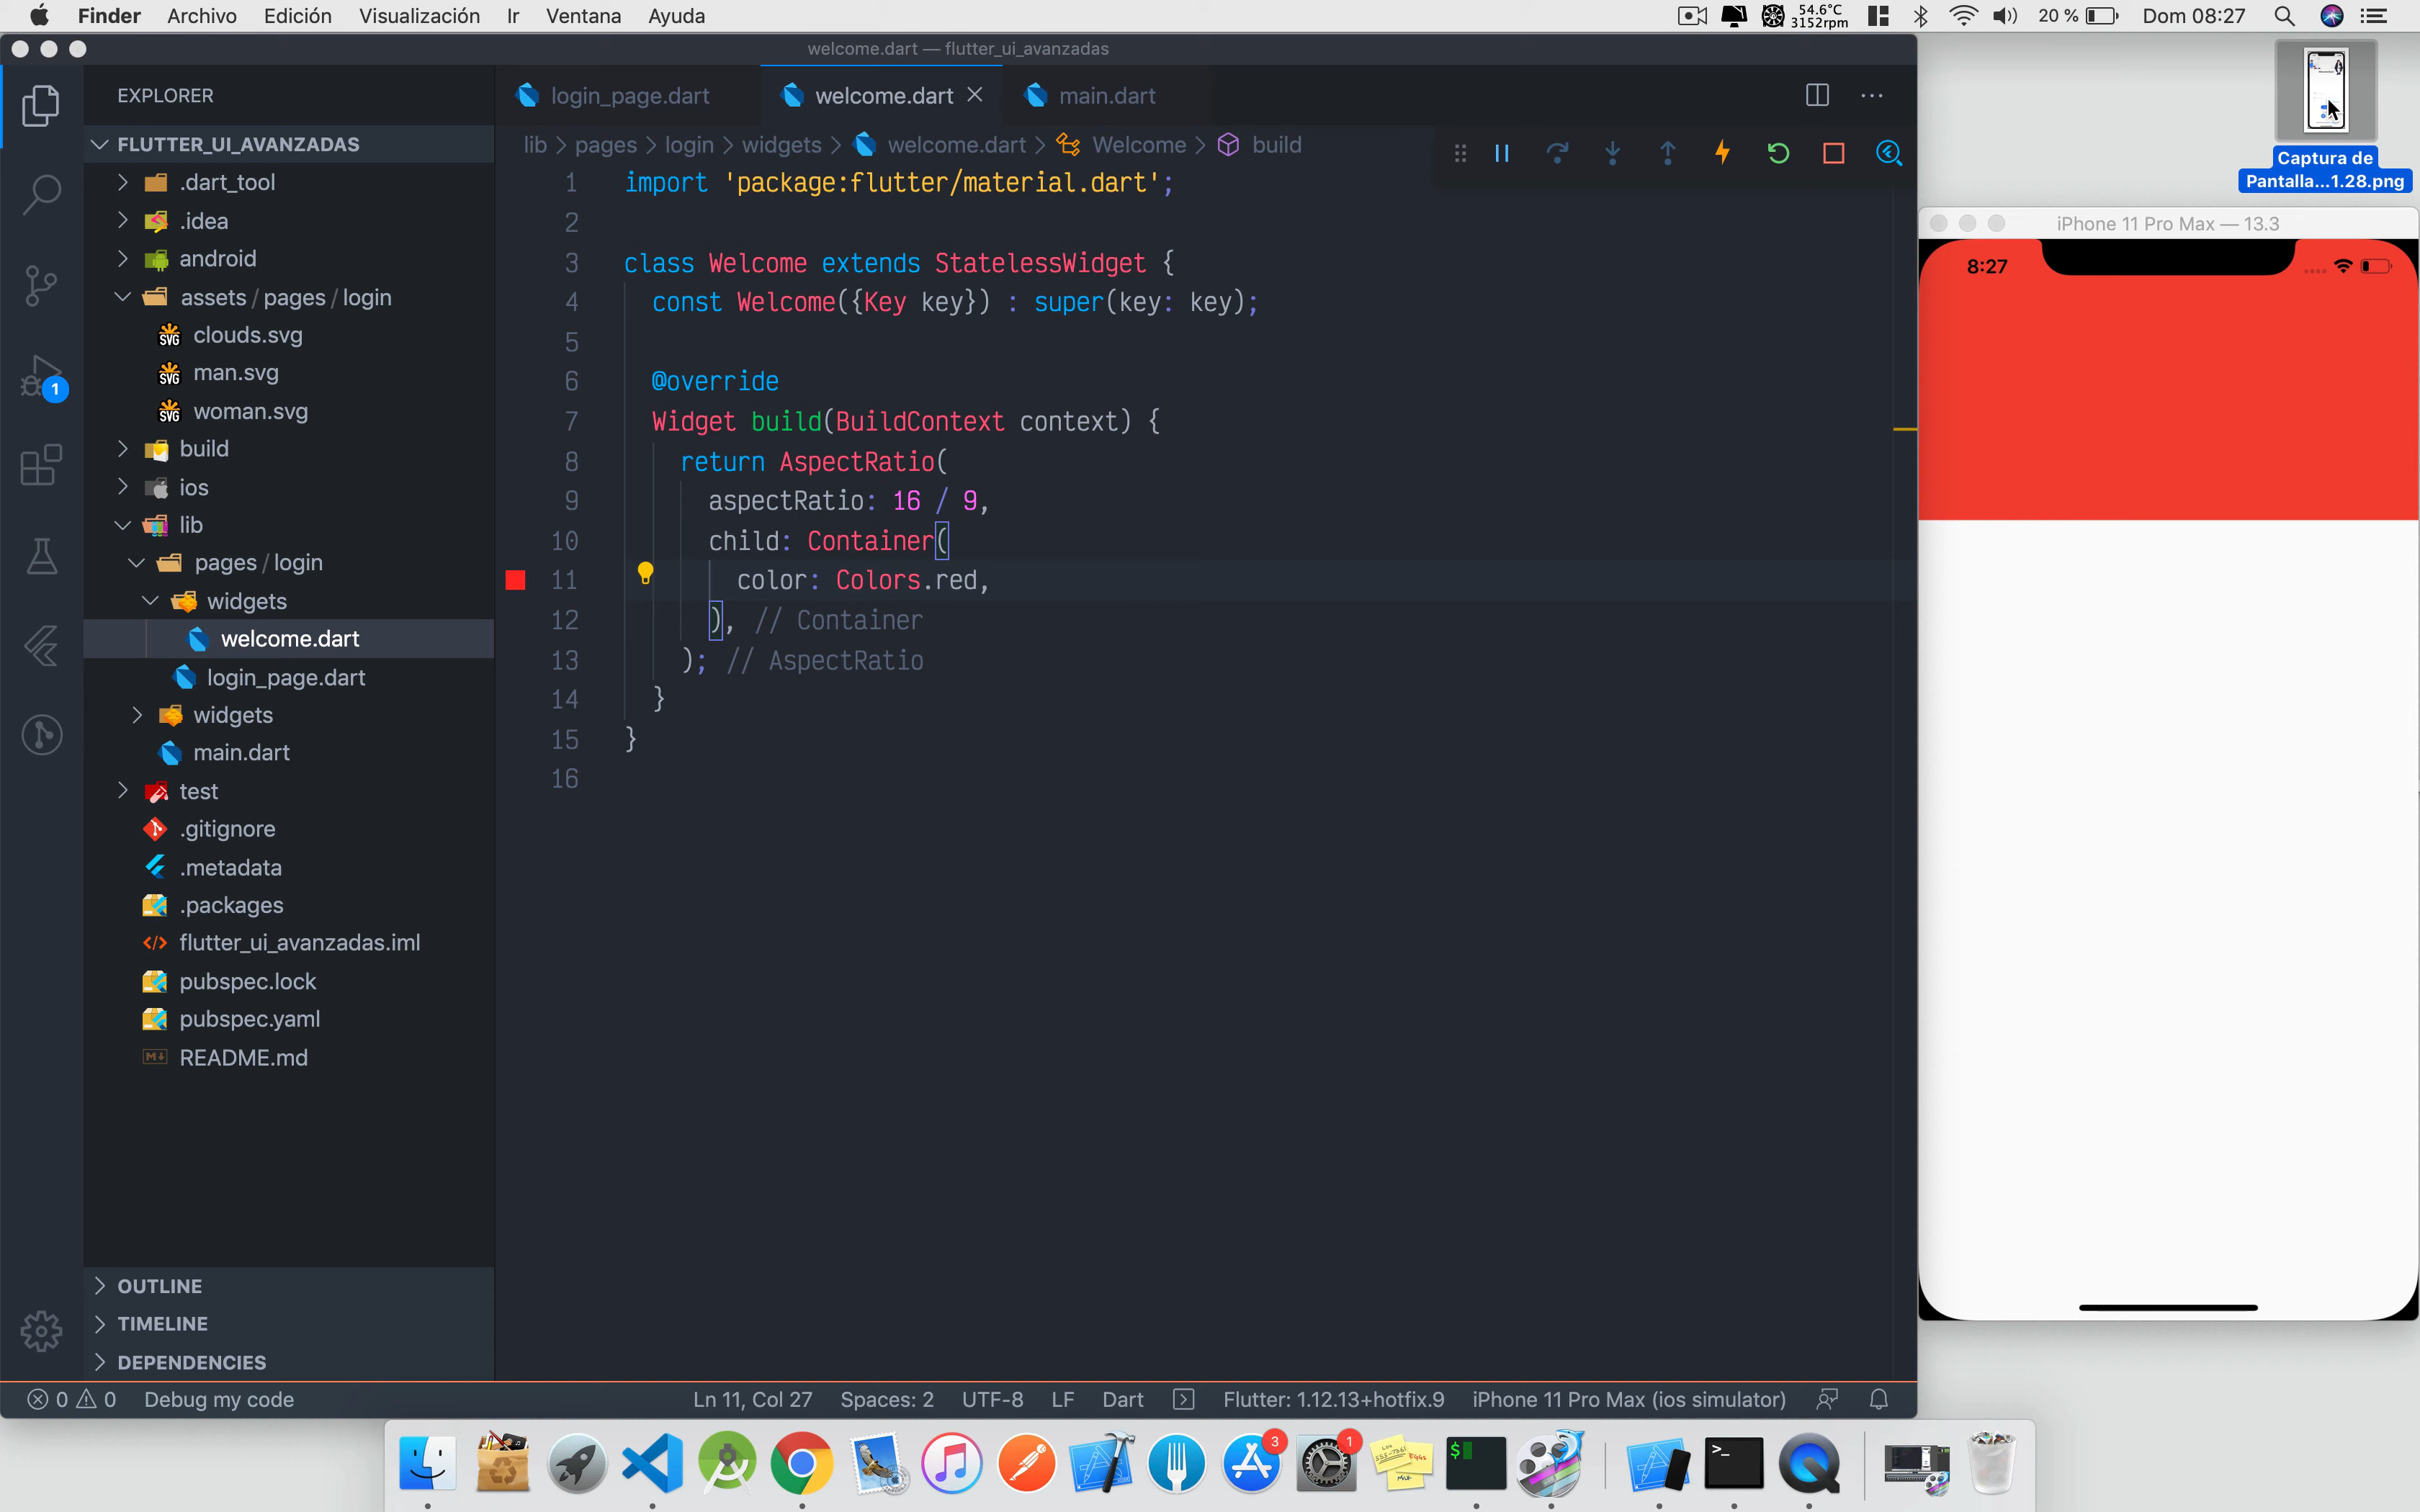 Finder Archivo Edición Visualización Ir Ventana Ayuda
54.6°C
3152rpm
20 % Dom 08:27
welcome.dart — flutter_ui_avanzadas
EXPLORER
FLUTTER_UI_AVANZADAS
.dart_tool
.idea
android
assets / pages / login
SVG clouds.svg
SVG man.svg
SVG woman.svg
build
ios
lib
pages / login
widgets
welcome.dart
login_page.dart
widgets
main.dart
test
.gitignore
.metadata
.packages
flutter_ui_avanzadas.iml
pubspec.lock
pubspec.yaml
README.md
OUTLINE
TIMELINE
DEPENDENCIES
1
login_page.dart welcome.dart main.dart
lib > pages > login > widgets > welcome.dart > Welcome > build
1 import 'package:flutter/material.dart';
2
3 class Welcome extends StatelessWidget {
4 const Welcome({Key key}) : super(key: key);
5
6 @override
7 Widget build(BuildContext context) {
8 return AspectRatio(
9 aspectRatio: 16 / 9,
10 child: Container(
11 color: Colors.red,
12 ), // Container
13 ); // AspectRatio
14 }
15 }
16
Captura de
Pantalla...1.28.png
iPhone 11 Pro Max — 13.3
8:27
0 0 Debug my code Ln 11, Col 27 Spaces: 2 UTF-8 LF Dart Flutter: 1.12.13+hotfix.9 iPhone 11 Pro Max (ios simulator)
3
1